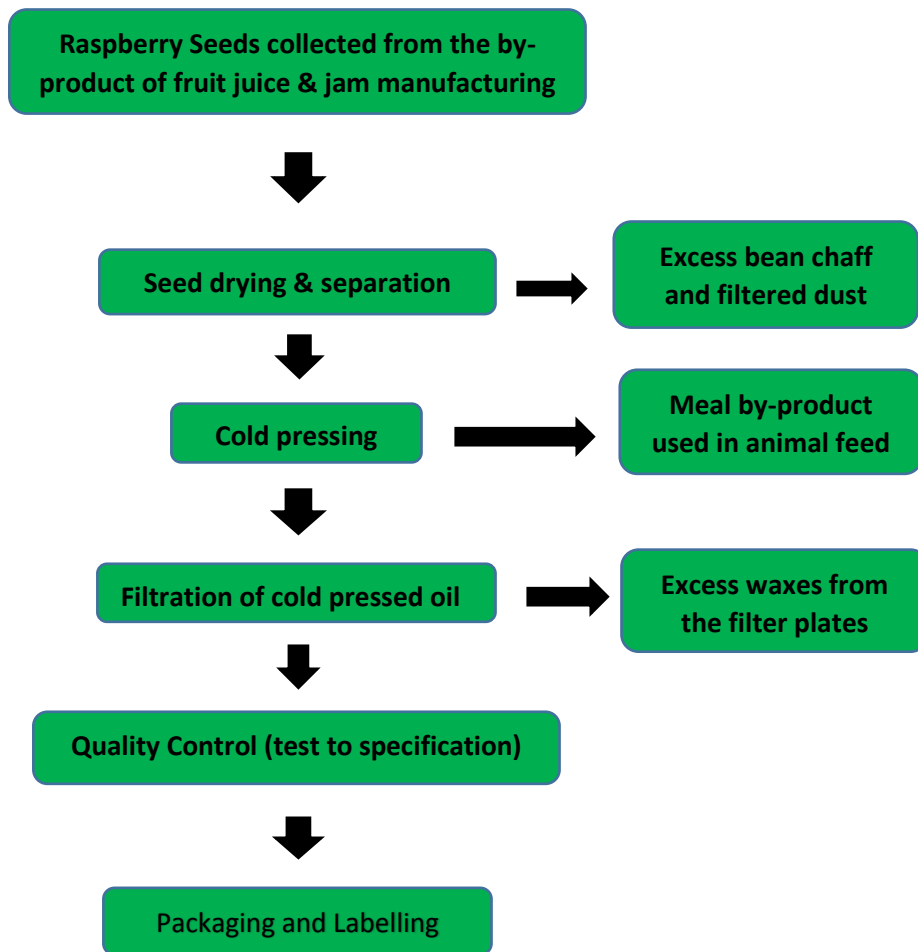 Raspberry Seeds collected from the by-
product of fruit juice & jam manufacturing
Seed drying & separation
Excess bean chaff
and filtered dust
Cold pressing
Meal by-product
used in animal feed
Filtration of cold pressed oil
Excess waxes from
the filter plates
Quality Control (test to specification)
Packaging and Labelling